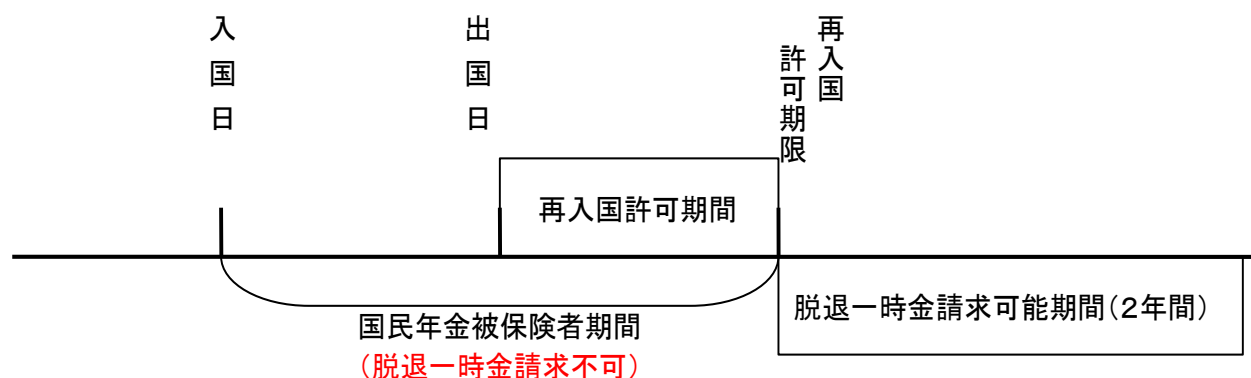 入国日
出国日
再入国
許可期限
再入国許可期間
国民年金被保険者期間
（脱退一時金請求不可）
脱退一時金請求可能期間（２年間）